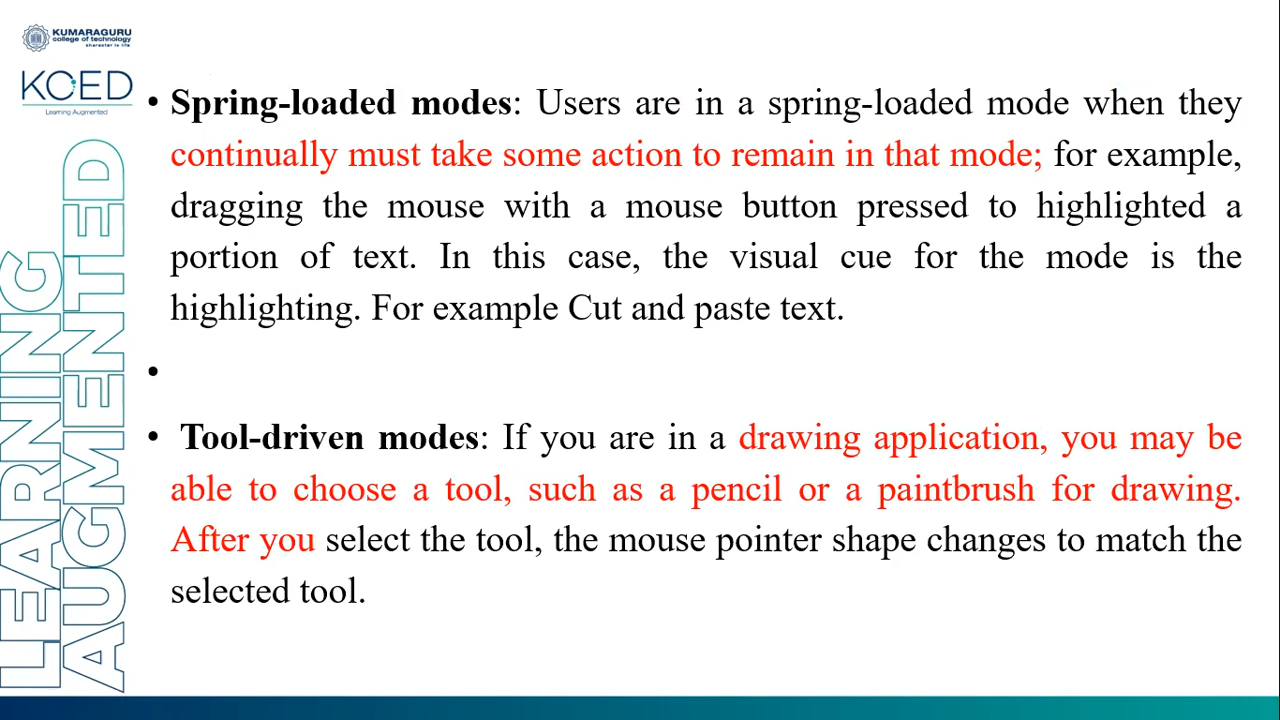 KUMARAGURU
college of technology
character is life
KCED
Learning Augmented
LEARNING
AUGMENTED
• Spring-loaded modes: Users are in a spring-loaded mode when they
continually must take some action to remain in that mode; for example,
dragging the mouse with a mouse button pressed to highlighted a
portion of text. In this case, the visual cue for the mode is the
highlighting. For example Cut and paste text.
•
• Tool-driven modes: If you are in a drawing application, you may be
able to choose a tool, such as a pencil or a paintbrush for drawing.
After you select the tool, the mouse pointer shape changes to match the
selected tool.